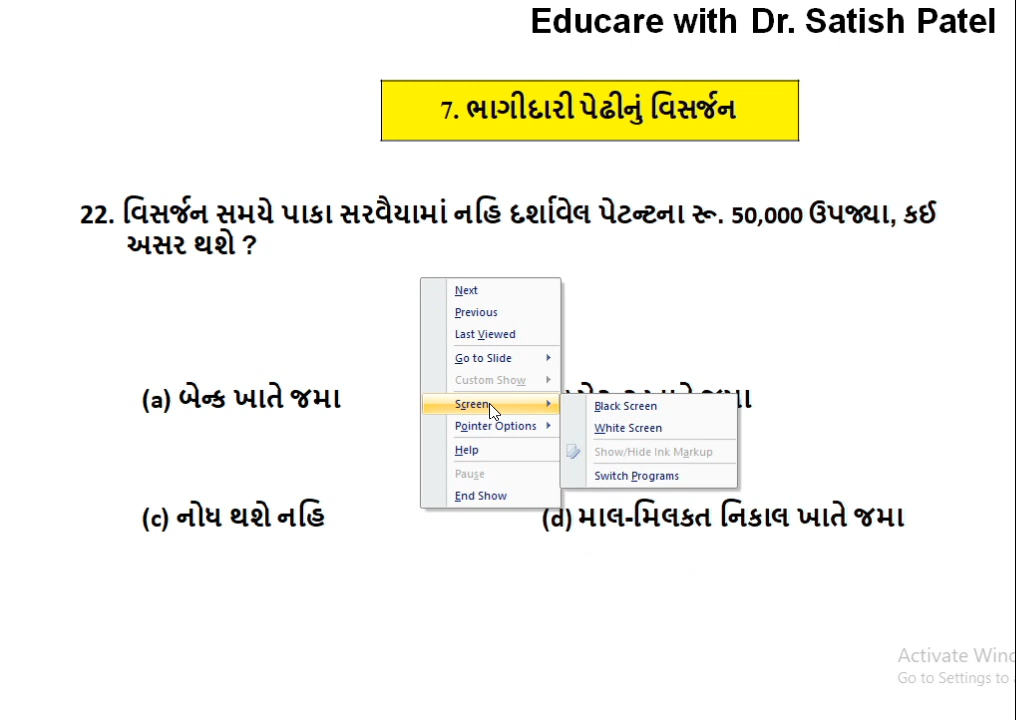 Educare with Dr. Satish Patel
7. ભાગીદારી પેઢીનું વિસર્જન
22. વિસર્જન સમયે પાકા સરવૈયામાં નહિ દર્શાવેલ પેટન્ટના રૂ. 50,000 ઉપજ્યા, કઈ
અસર થશે ?
Next
Previous
Last Viewed
Go to Slide
Custom Show
Screen
Pointer Options
Help
Pause
End Show
Black Screen
White Screen
Show/Hide Ink Markup
Switch Programs
(a) બેન્ક ખાતે જમા
(c) નોધ થશે નહિ
(d) માલ-મિલકત નિકાલ ખાતે જમા
Activate Wind
Go to Settings to